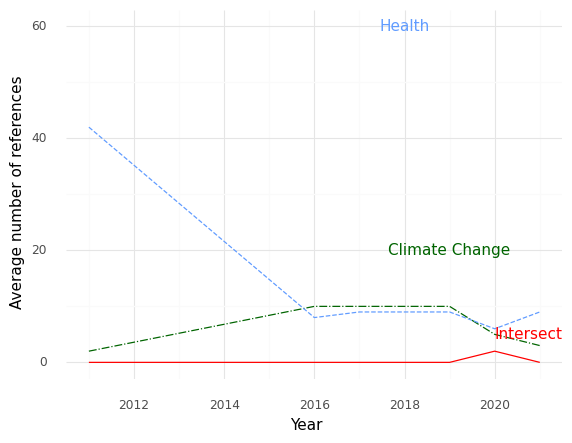 Health
60
40
Average number of references
Climate Change
20
Intersect
0
2012 2014 2016 2018 2020
Year